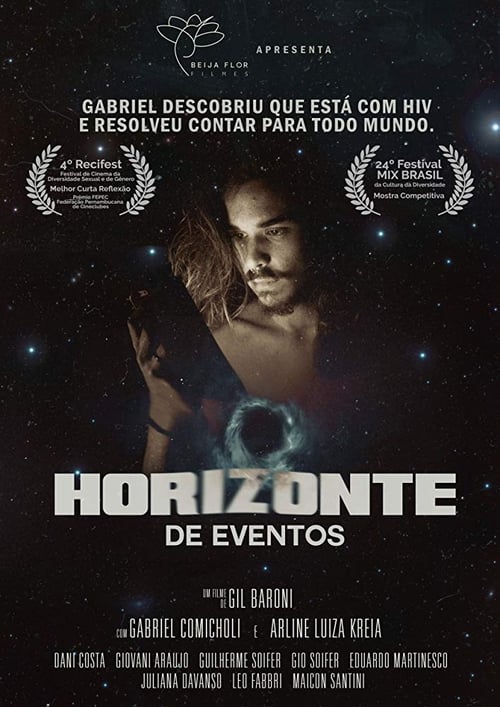 BEIJA FLOR
FILMES
APRESENTA
GABRIEL DESCOBRIU QUE ESTÁ COM HIV
E RESOLVEU CONTAR PARA TODO MUNDO.
4º Recifest
Festival de Cinema da
Diversidade Sexual e de Gênero
Melhor Curta Reflexão
Prêmio FEPEC
Federação Pernambucana
de Cineclubes
24º Festival
MIX BRASIL
da Cultura da Diversidade
Mostra Competitiva
HORIZONTE
DE EVENTOS
UM FILME
DE GIL BARONI
COM GABRIEL COMICHOLI E ARLINE LUIZA KREIA
DANT COSTA GIOVANI ARAUJO GUILHERME SOIFER GIO SOIFER EDUARDO MARTINESCO
JULIANA DAVANSO LEO FABBRI MAICON SANTINI